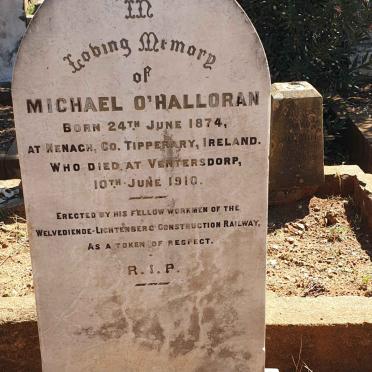 In
Loving Memory
of
MICHAEL O'HALLORAN
BORN 24TH JUNE 1874,
AT NENAGH, CO. TIPPERARY, IRELAND.
WHO DIED AT VENTERSDORP,
10TH JUNE 1910.
ERECTED BY HIS FELLOW WORKMEN OF THE
WELVEDIENDE-LICHTENBERG CONSTRUCTION RAILWAY,
AS A TOKEN OF RESPECT.
R.I.P.